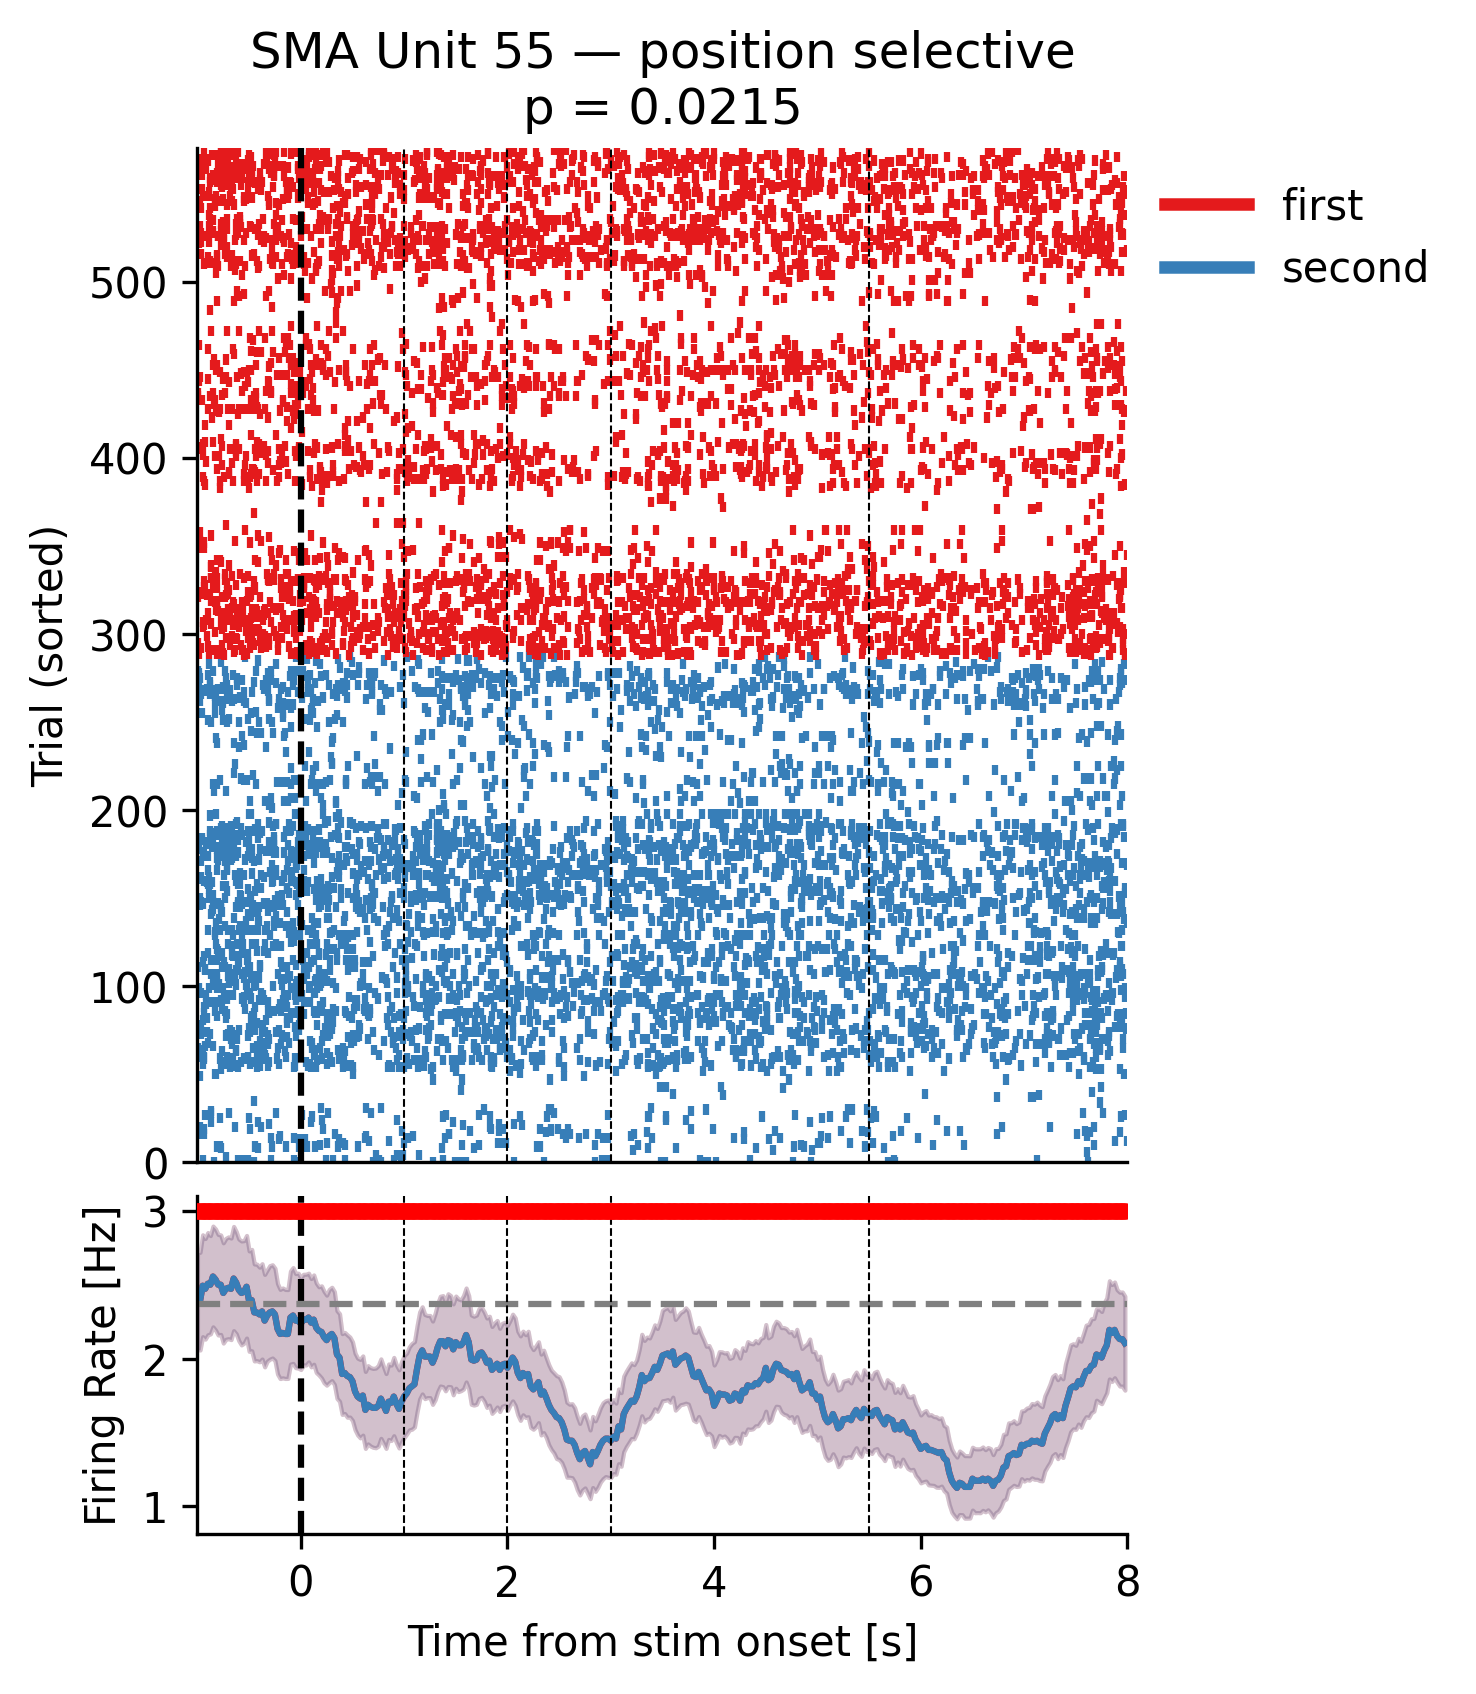 SMA Unit 55 — position selective
p = 0.0215
first
second
500
400
300
200
100
0
Trial (sorted)
3
2
1
Firing Rate [Hz]
0 2 4 6 8
Time from stim onset [s]